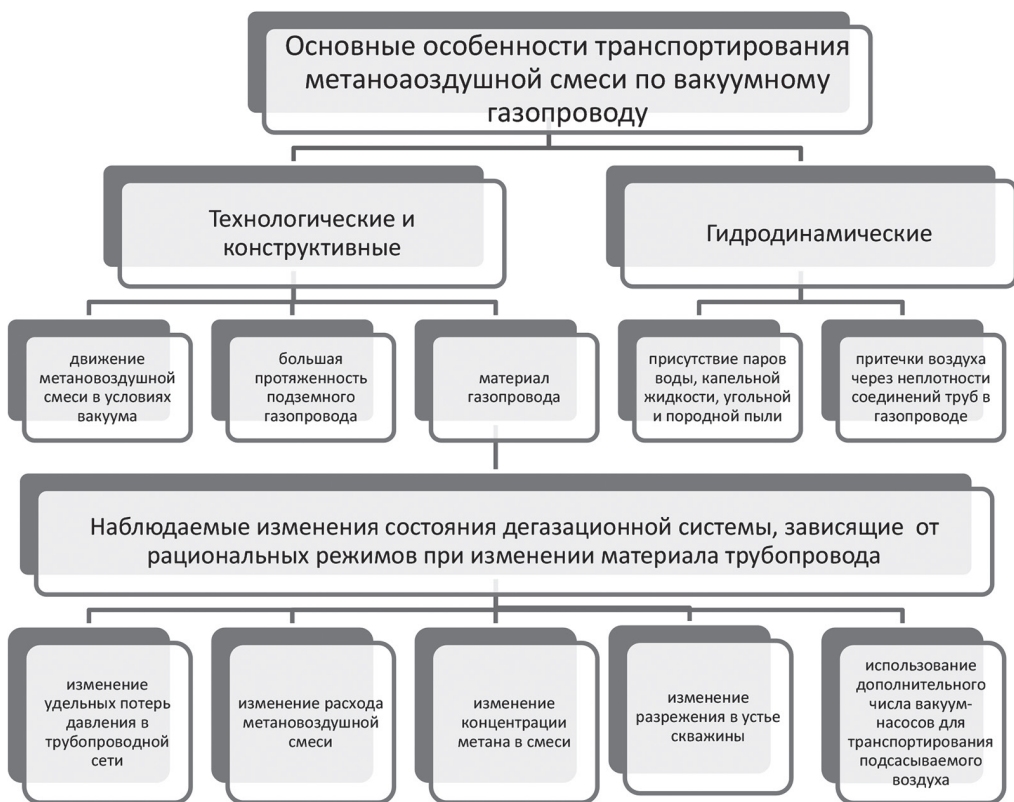 Основные особенности транспортирования
метаноаоздушной смеси по вакуумному
газопроводу
Технологические и
конструктивные
Гидродинамические
движение
метановоздушной
смеси в условиях
вакуума
большая
протяженность
подземного
газопровода
материал
газопровода
присутствие паров
воды, капельной
жидкости, угольной
и породной пыли
притечки воздуха
через неплотности
соединений труб в
газопроводе
Наблюдаемые изменения состояния дегазационной системы, зависящие от
рациональных режимов при изменении материала трубопровода
изменение
удельных потерь
давления в
трубопроводной
сети
изменение расхода
метановоздушной
смеси
изменение
концентрации
метана в смеси
изменение
разрежения в устье
скважины
использование
дополнительного
числа вакуум-
насосов для
транспортирования
подсасываемого
воздуха